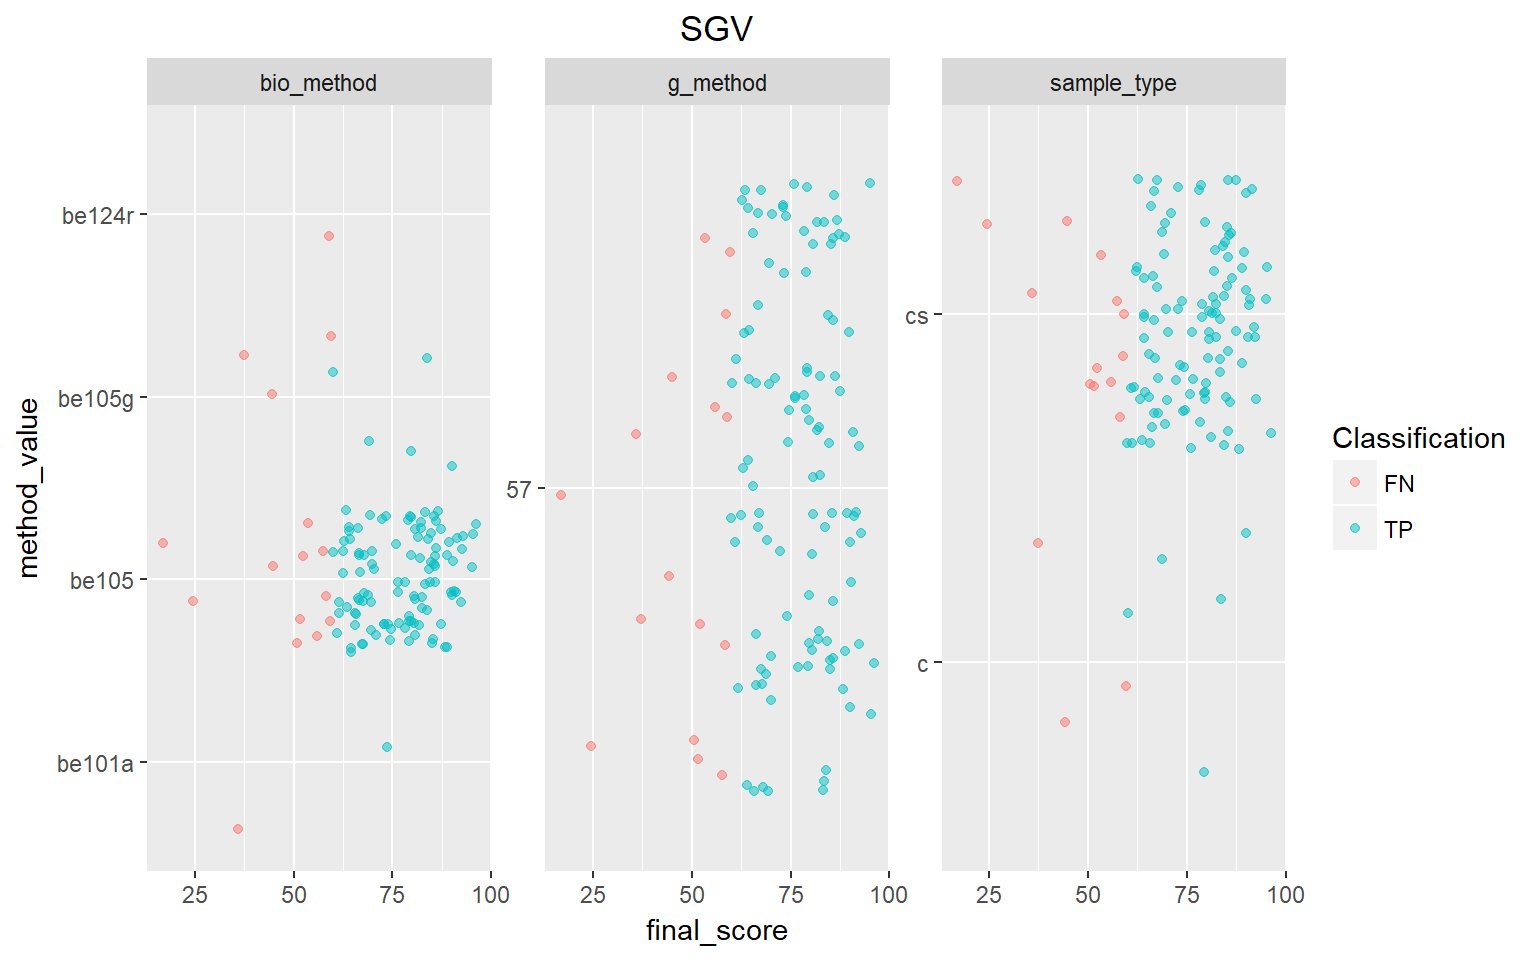 SGV
bio_method
g_method
sample_type
method_value
be124r
be105g
be105
be101a
57
cs
c
25 50 75 100
25 50 75 100
25 50 75 100
final_score
Classification
FN
TP